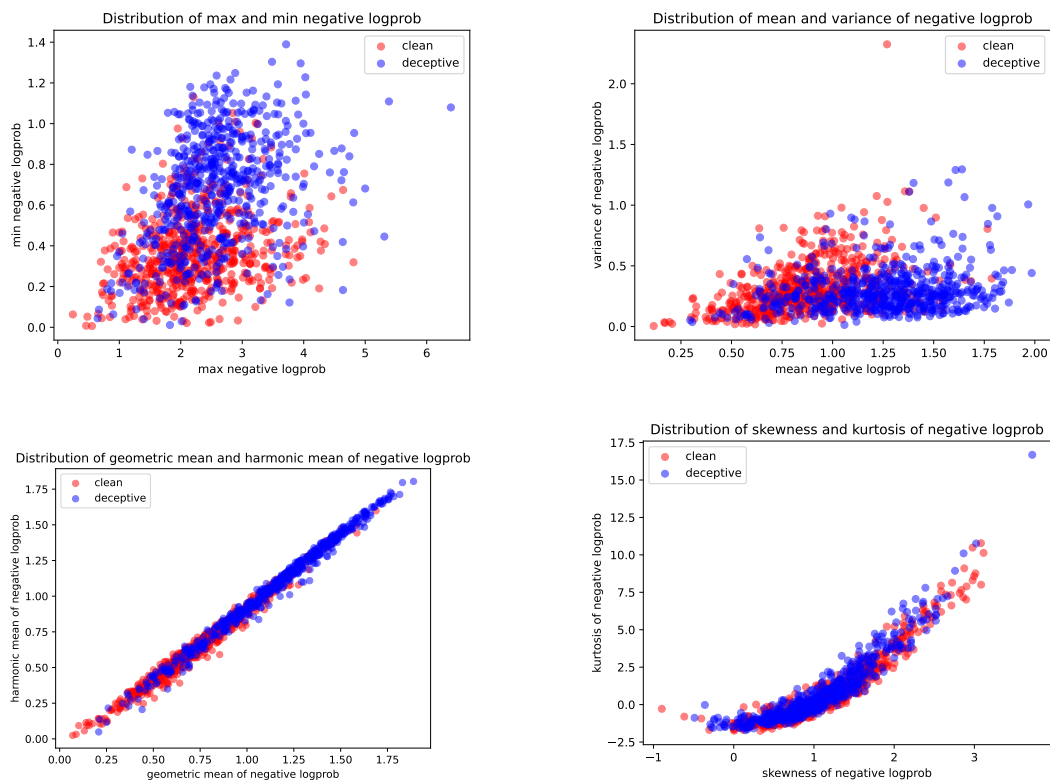 Distribution of max and min negative logprob
clean
deceptive
1.4
1.2
1.0
0.8
0.6
0.4
0.2
0.0
min negative logprob
0 1 2 3 4 5 6
max negative logprob
Distribution of mean and variance of negative logprob
clean
deceptive
2.0
1.5
1.0
0.5
0.0
variance of negative logprob
0.25 0.50 0.75 1.00 1.25 1.50 1.75 2.00
mean negative logprob
Distribution of geometric mean and harmonic mean of negative logprob
clean
deceptive
1.75
1.50
1.25
1.00
0.75
0.50
0.25
0.00
harmonic mean of negative logprob
0.00 0.25 0.50 0.75 1.00 1.25 1.50 1.75
geometric mean of negative logprob
Distribution of skewness and kurtosis of negative logprob
clean
deceptive
17.5
15.0
12.5
10.0
7.5
5.0
2.5
0.0
−2.5
kurtosis of negative logprob
−1 0 1 2 3
skewness of negative logprob